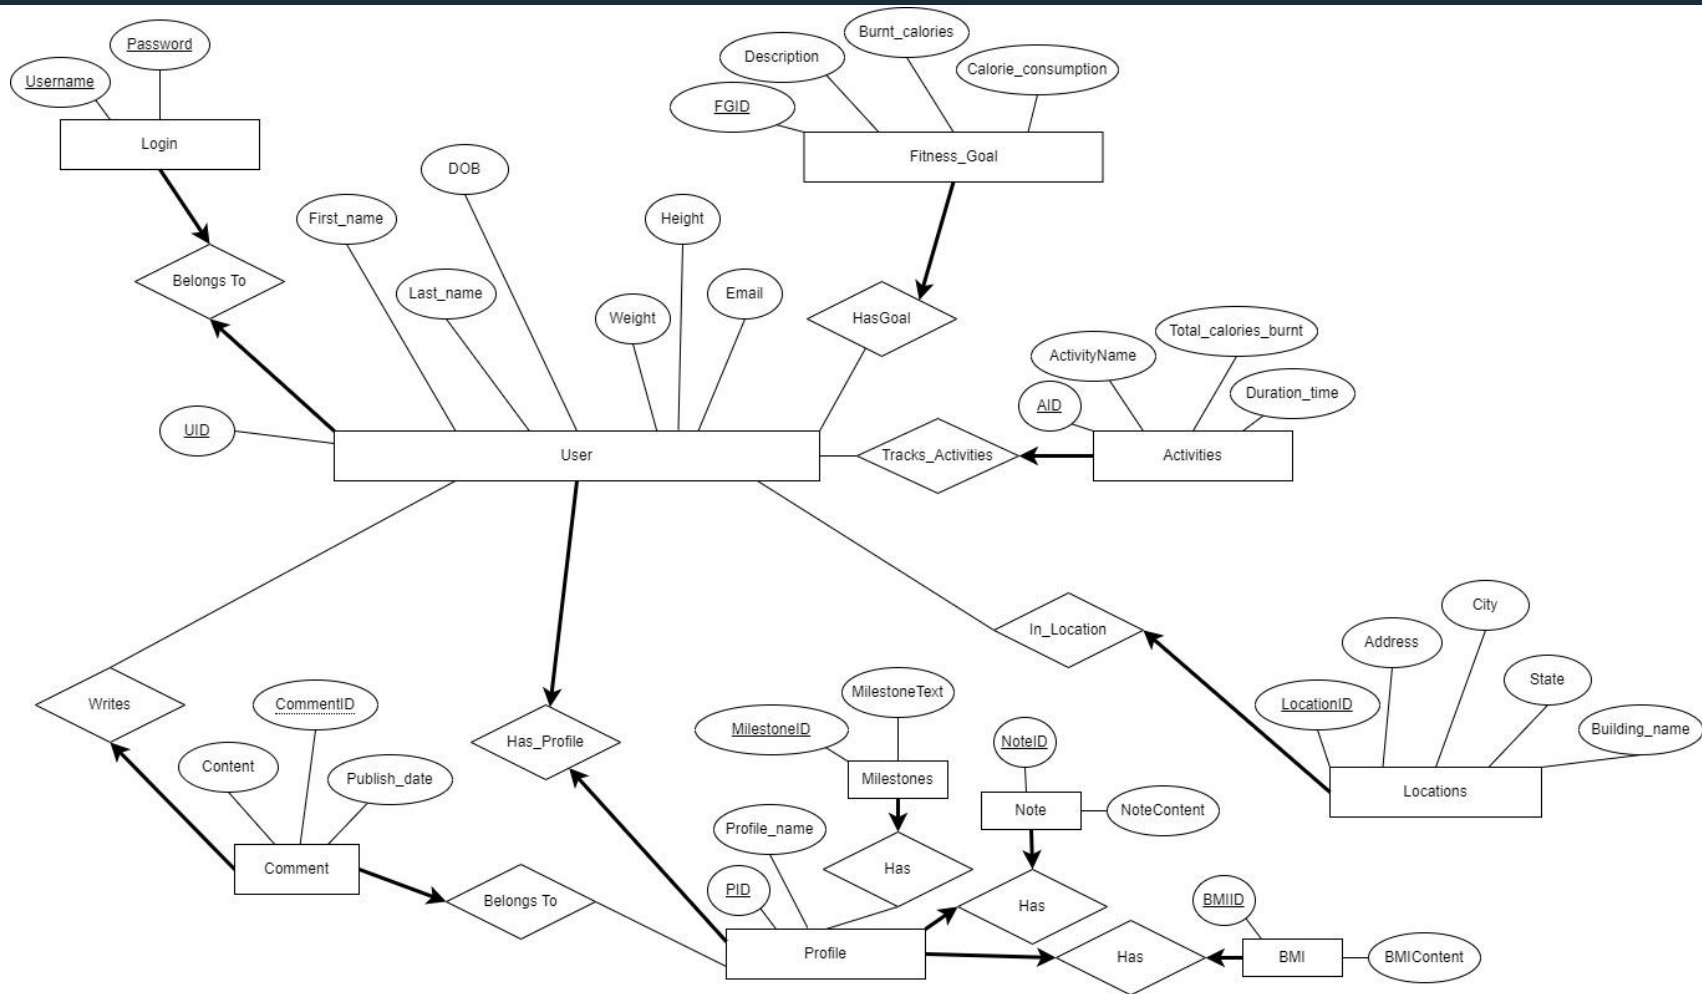 Password
Username
Login
Belongs To
Burnt_calories
Description
Calorie_consumption
FGID
Fitness_Goal
DOB
First_name
Height
Last_name
Email
Weight
HasGoal
UID
User
Total_calories_burnt
ActivityName
Duration_time
AID
Activities
Tracks_Activities
In_Location
City
Address
State
LocationID
Building_name
Locations
Writes
CommentID
Content
Publish_date
Comment
Belongs To
Has_Profile
MilestoneText
MilestoneID
Milestones
Has
NoteID
Note
NoteContent
Has
Profile_name
PID
Profile
Has
BMIID
BMI
BMIContent